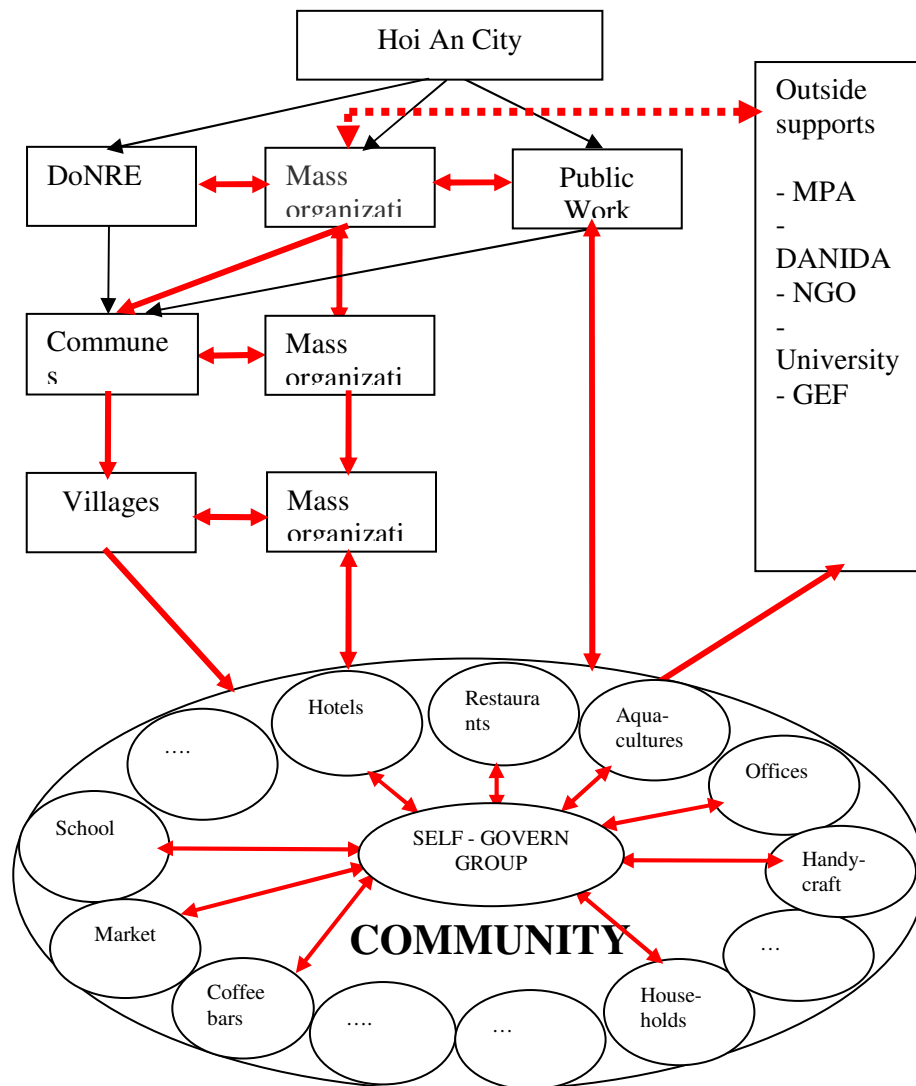 Hoi An City
Outside
supports
- MPA
-
DANIDA
- NGO
-
University
- GEF
DoNRE
Mass
organizati
Public
Work
Commune
s
Mass
organizati
Villages
Mass
organizati
Hotels
Restaura
nts
Aqua-
cultures
….
Offices
School
SELF - GOVERN
GROUP
Handy-
craft
Market
COMMUNITY
…
Coffee
bars
….
…
House-
holds